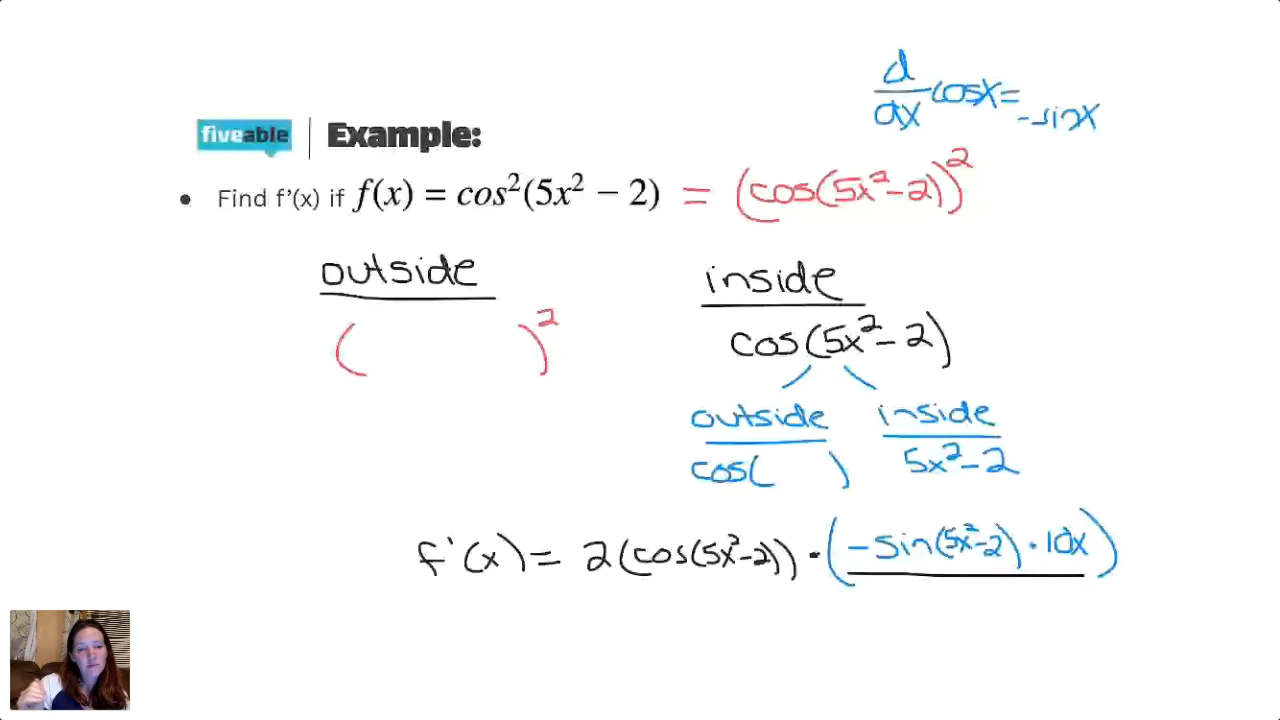 d/dx cosx = -sinx
fiveable | Example:
• Find f'(x) if f(x) = cos²(5x² − 2) = (cos(5x²-2))²
outside inside
( )² cos(5x²-2)
outside inside
cos( ) 5x²-2
f'(x) = 2(cos(5x²-2)) · (-sin(5x²-2) · 10x)